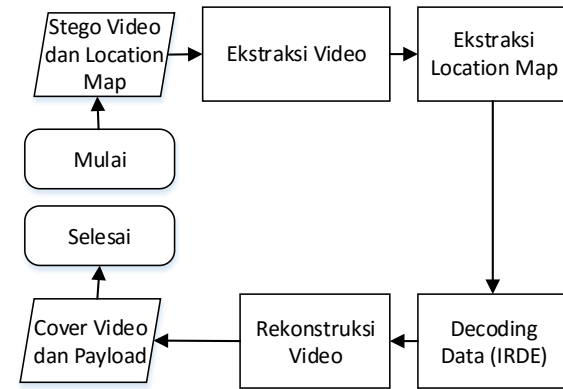 Stego Video
dan Location
Map
Ekstraksi Video
Ekstraksi
Location Map
Mulai
Selesai
Cover Video
dan Payload
Rekonstruksi
Video
Decoding
Data (IRDE)